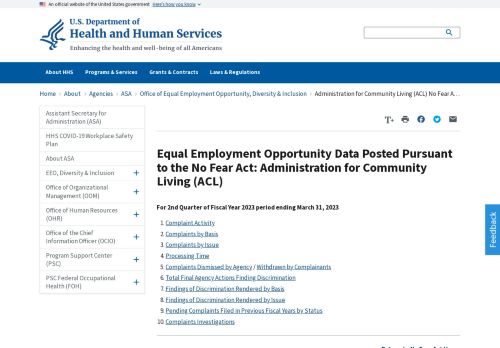 An official website of the United States government Here's how you know
U.S. Department of
Health and Human Services
Enhancing the health and well-being of all Americans
About HHS Programs & Services Grants & Contracts Laws & Regulations
Home › About › Agencies › ASA › Office of Equal Employment Opportunity, Diversity & Inclusion › Administration for Community Living (ACL) No Fear A…
Assistant Secretary for
Administration (ASA)
HHS COVID-19 Workplace Safety
Plan
About ASA
EEO, Diversity & Inclusion +
Office of Organizational
Management (OOM) +
Office of Human Resources
(OHR) +
Office of the Chief
Information Officer (OCIO) +
Program Support Center
(PSC) +
PSC Federal Occupational
Health (FOH) +
T+
Equal Employment Opportunity Data Posted Pursuant
to the No Fear Act: Administration for Community
Living (ACL)
For 2nd Quarter of Fiscal Year 2023 period ending March 31, 2023
1. Complaint Activity
2. Complaints by Basis
3. Complaints by Issue
4. Processing Time
5. Complaints Dismissed by Agency / Withdrawn by Complainants
6. Total Final Agency Actions Finding Discrimination
7. Findings of Discrimination Rendered by Basis
8. Findings of Discrimination Rendered by Issue
9. Pending Complaints Filed in Previous Fiscal Years by Status
10. Complaints Investigations
Feedback